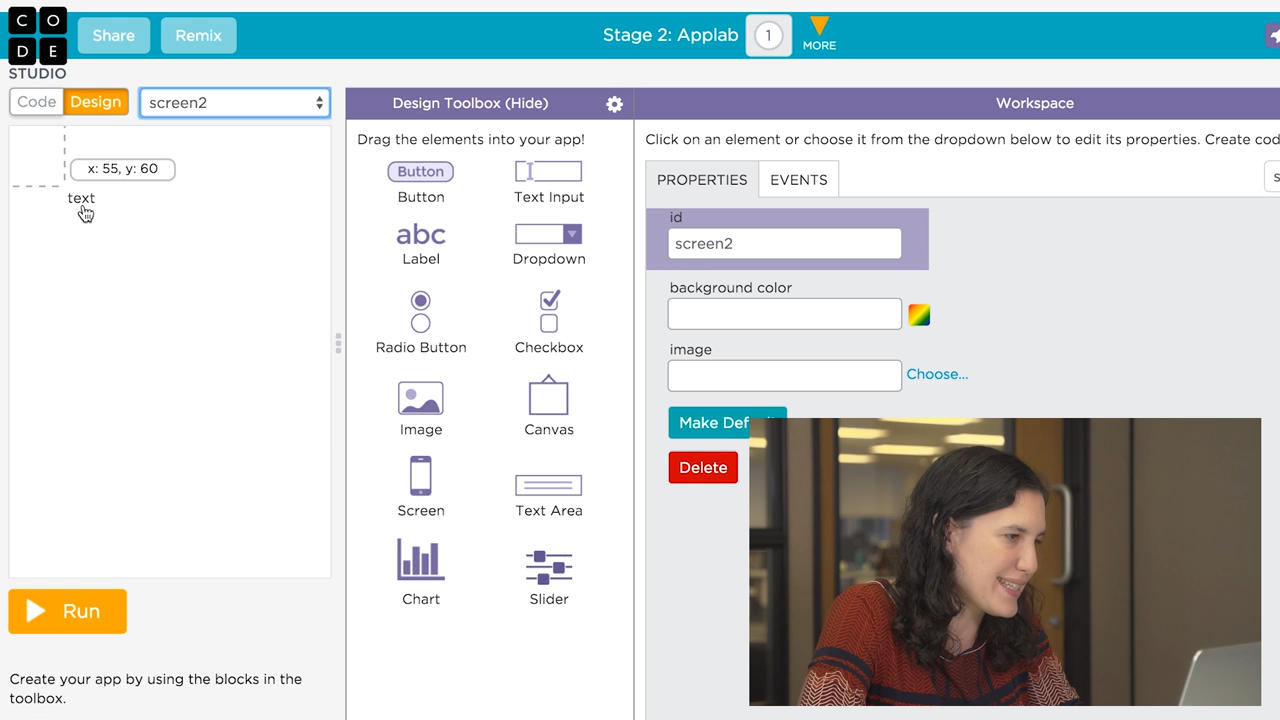 CODE
STUDIO
Share
Remix
Stage 2: Applab
1
MORE
Code
Design
screen2
Design Toolbox (Hide)
Workspace
x: 55, y: 60
text
Drag the elements into your app!
Button
Button
Text Input
abc
Label
Dropdown
Radio Button
Checkbox
Image
Canvas
Screen
Text Area
Chart
Slider
Click on an element or choose it from the dropdown below to edit its properties. Create cod
PROPERTIES
EVENTS
s
id
screen2
background color
image
Choose...
Make Def
Delete
Run
Create your app by using the blocks in the
toolbox.